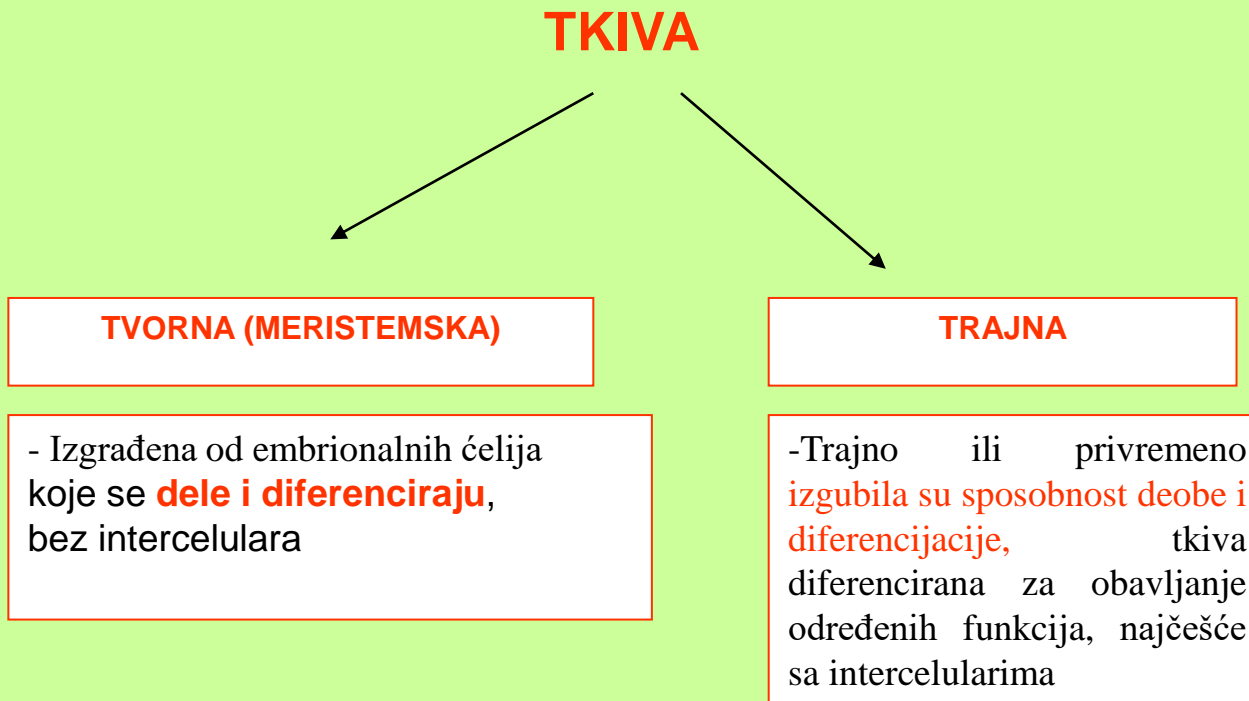 TKIVA
TVORNA (MERISTEMSKA)
- Izgrađena od embrionalnih ćelija
koje se dele i diferenciraju,
bez intercelulara
TRAJNA
-Trajno ili privremeno
izgubila su sposobnost deobe i
diferencijacije, tkiva
diferencirana za obavljanje
određenih funkcija, najčešće
sa intercelularima